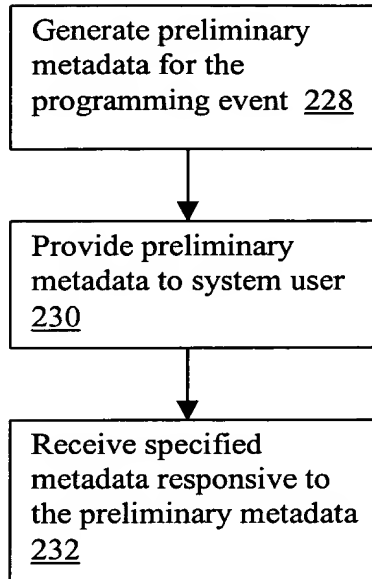 Generate preliminary
metadata for the
programming event 228
Provide preliminary
metadata to system user
230
Receive specified
metadata responsive to
the preliminary metadata
232